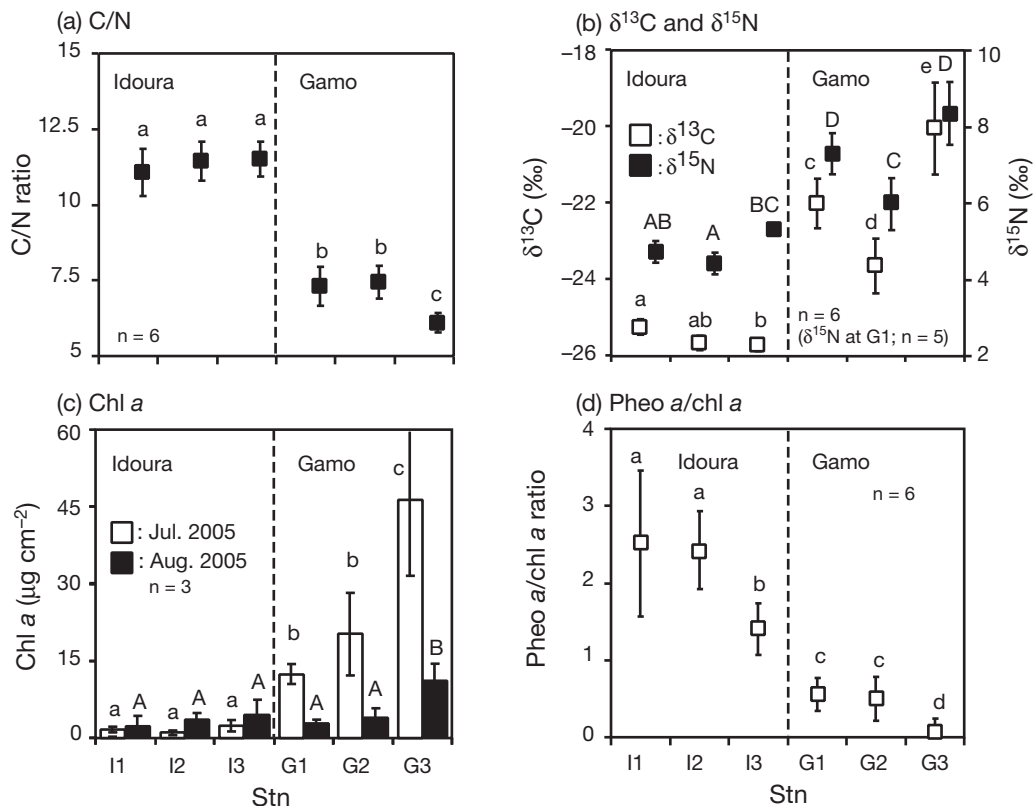 (a) C/N
15
12.5
10
7.5
5
C/N ratio
Idoura
Gamo
a
a
a
b
b
c
n = 6
(b) δ¹³C and δ¹⁵N
−18
−20
−22
−24
−26
δ¹³C (‰)
10
8
6
4
2
δ¹⁵N (‰)
Idoura
Gamo
: δ¹³C
: δ¹⁵N
e D
D
c
C
d
AB
A
BC
a
ab
b
n = 6
(δ¹⁵N at G1; n = 5)
(c) Chl a
60
45
30
15
0
Chl a (µg cm⁻²)
Idoura
Gamo
: Jul. 2005
: Aug. 2005
n = 3
a A
a A
a A
b A
b A
c B
I1 I2 I3 G1 G2 G3
Stn
(d) Pheo a/chl a
4
3
2
1
0
Pheo a/chl a ratio
Idoura
Gamo
n = 6
a
a
b
c
c
d
I1 I2 I3 G1 G2 G3
Stn